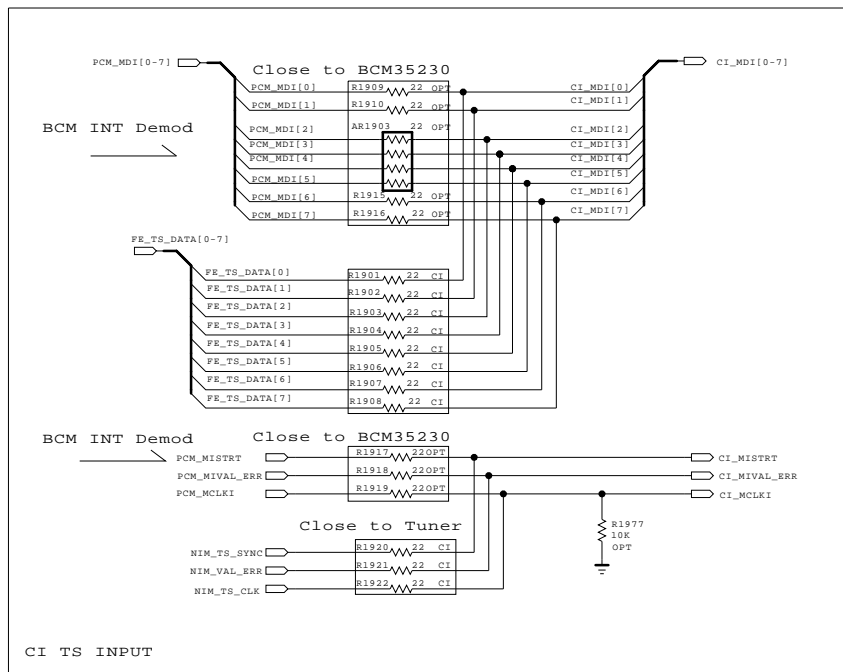 PCM_MDI[0-7] CI_MDI[0-7]
Close to BCM35230
PCM_MDI[0] R1909 22 OPT CI_MDI[0]
PCM_MDI[1] R1910 22 OPT CI_MDI[1]
BCM INT Demod
PCM_MDI[2] AR1903 22 OPT CI_MDI[2]
PCM_MDI[3] CI_MDI[3]
PCM_MDI[4] CI_MDI[4]
PCM_MDI[5] CI_MDI[5]
PCM_MDI[6] R1915 22 OPT CI_MDI[6]
PCM_MDI[7] R1916 22 OPT CI_MDI[7]
FE_TS_DATA[0-7]
FE_TS_DATA[0] R1901 22 CI
FE_TS_DATA[1] R1902 22 CI
FE_TS_DATA[2] R1903 22 CI
FE_TS_DATA[3] R1904 22 CI
FE_TS_DATA[4] R1905 22 CI
FE_TS_DATA[5] R1906 22 CI
FE_TS_DATA[6] R1907 22 CI
FE_TS_DATA[7] R1908 22 CI
BCM INT Demod
Close to BCM35230
PCM_MISTRT R1917 22OPT CI_MISTRT
PCM_MIVAL_ERR R1918 22OPT CI_MIVAL_ERR
PCM_MCLKI R1919 22OPT CI_MCLKI
R1977
10K
OPT
Close to Tuner
NIM_TS_SYNC R1920 22 CI
NIM_VAL_ERR R1921 22 CI
NIM_TS_CLK R1922 22 CI
CI TS INPUT